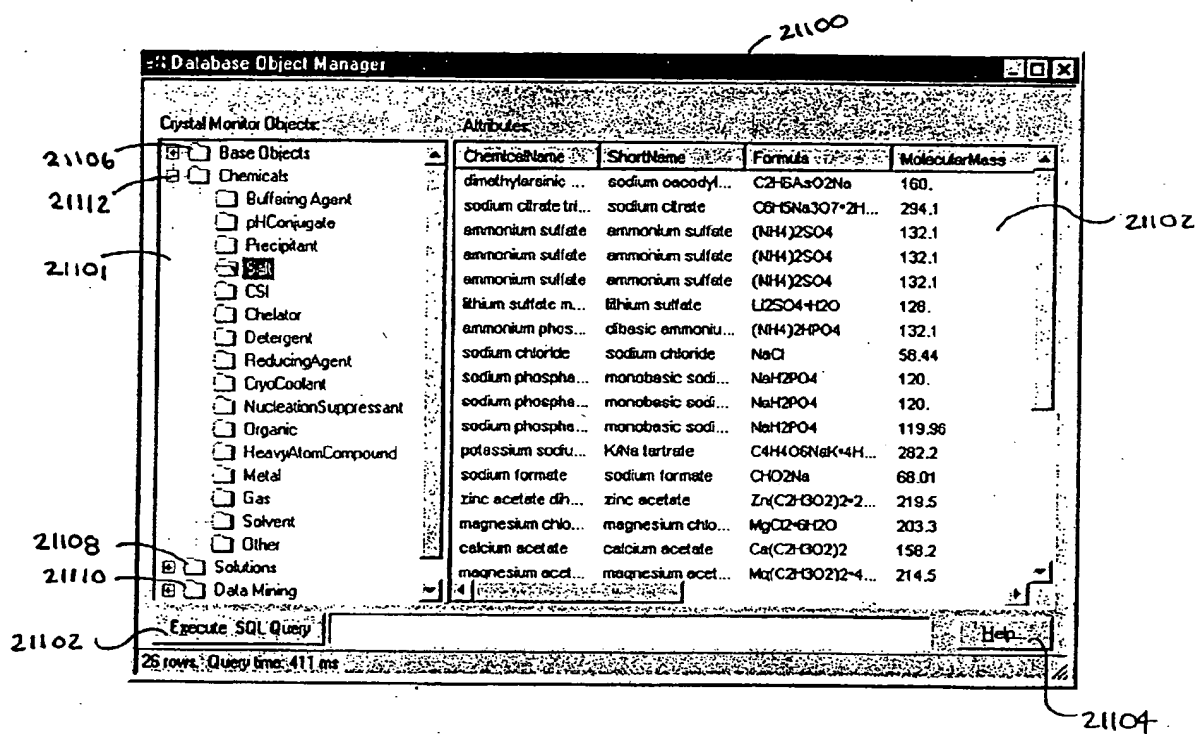 21100
Database Object Manager
Crystal Monitor Objects:
Attributes:
21106
Base Objects
21112
Chemicals
Buffering Agent
pHConjugate
Precipitant
21101
Salt
CSI
Chelator
Detergent
ReducingAgent
CryoCoolant
NucleationSuppressant
Organic
HeavyAtomCompound
Metal
Gas
Solvent
Other
21108
Solutions
21110
Data Mining
ChemicalName ShortName Formula MolecularMass
dimethylarsinic ... sodium cacodyl... C2H6AsO2Na 160.
sodium citrate tri... sodium citrate C6H5Na3O7•2H... 294.1
ammonium sulfate ammonium sulfate (NH4)2SO4 132.1
ammonium sulfate ammonium sulfate (NH4)2SO4 132.1
ammonium sulfate ammonium sulfate (NH4)2SO4 132.1
lithium sulfate m... lithium sulfate Li2SO4•H2O 128.
ammonium phos... dibasic ammoniu... (NH4)2HPO4 132.1
sodium chloride sodium chloride NaCl 58.44
sodium phospha... monobasic sodi... NaH2PO4 120.
sodium phospha... monobasic sodi... NaH2PO4 120.
sodium phospha... monobasic sodi... NaH2PO4 119.96
potassium sodiu... K/Na tartrate C4H4O6NaK•4H... 282.2
sodium formate sodium formate CHO2Na 68.01
zinc acetate dih... zinc acetate Zn(C2H3O2)2•2... 219.5
magnesium chlo... magnesium chlo... MgCl2•6H2O 203.3
calcium acetate calcium acetate Ca(C2H3O2)2 158.2
magnesium acet... magnesium acet... Mg(C2H3O2)2•4... 214.5
21102
21102
Execute SQL Query
Help
26 rows, Query time: 411 ms
21104